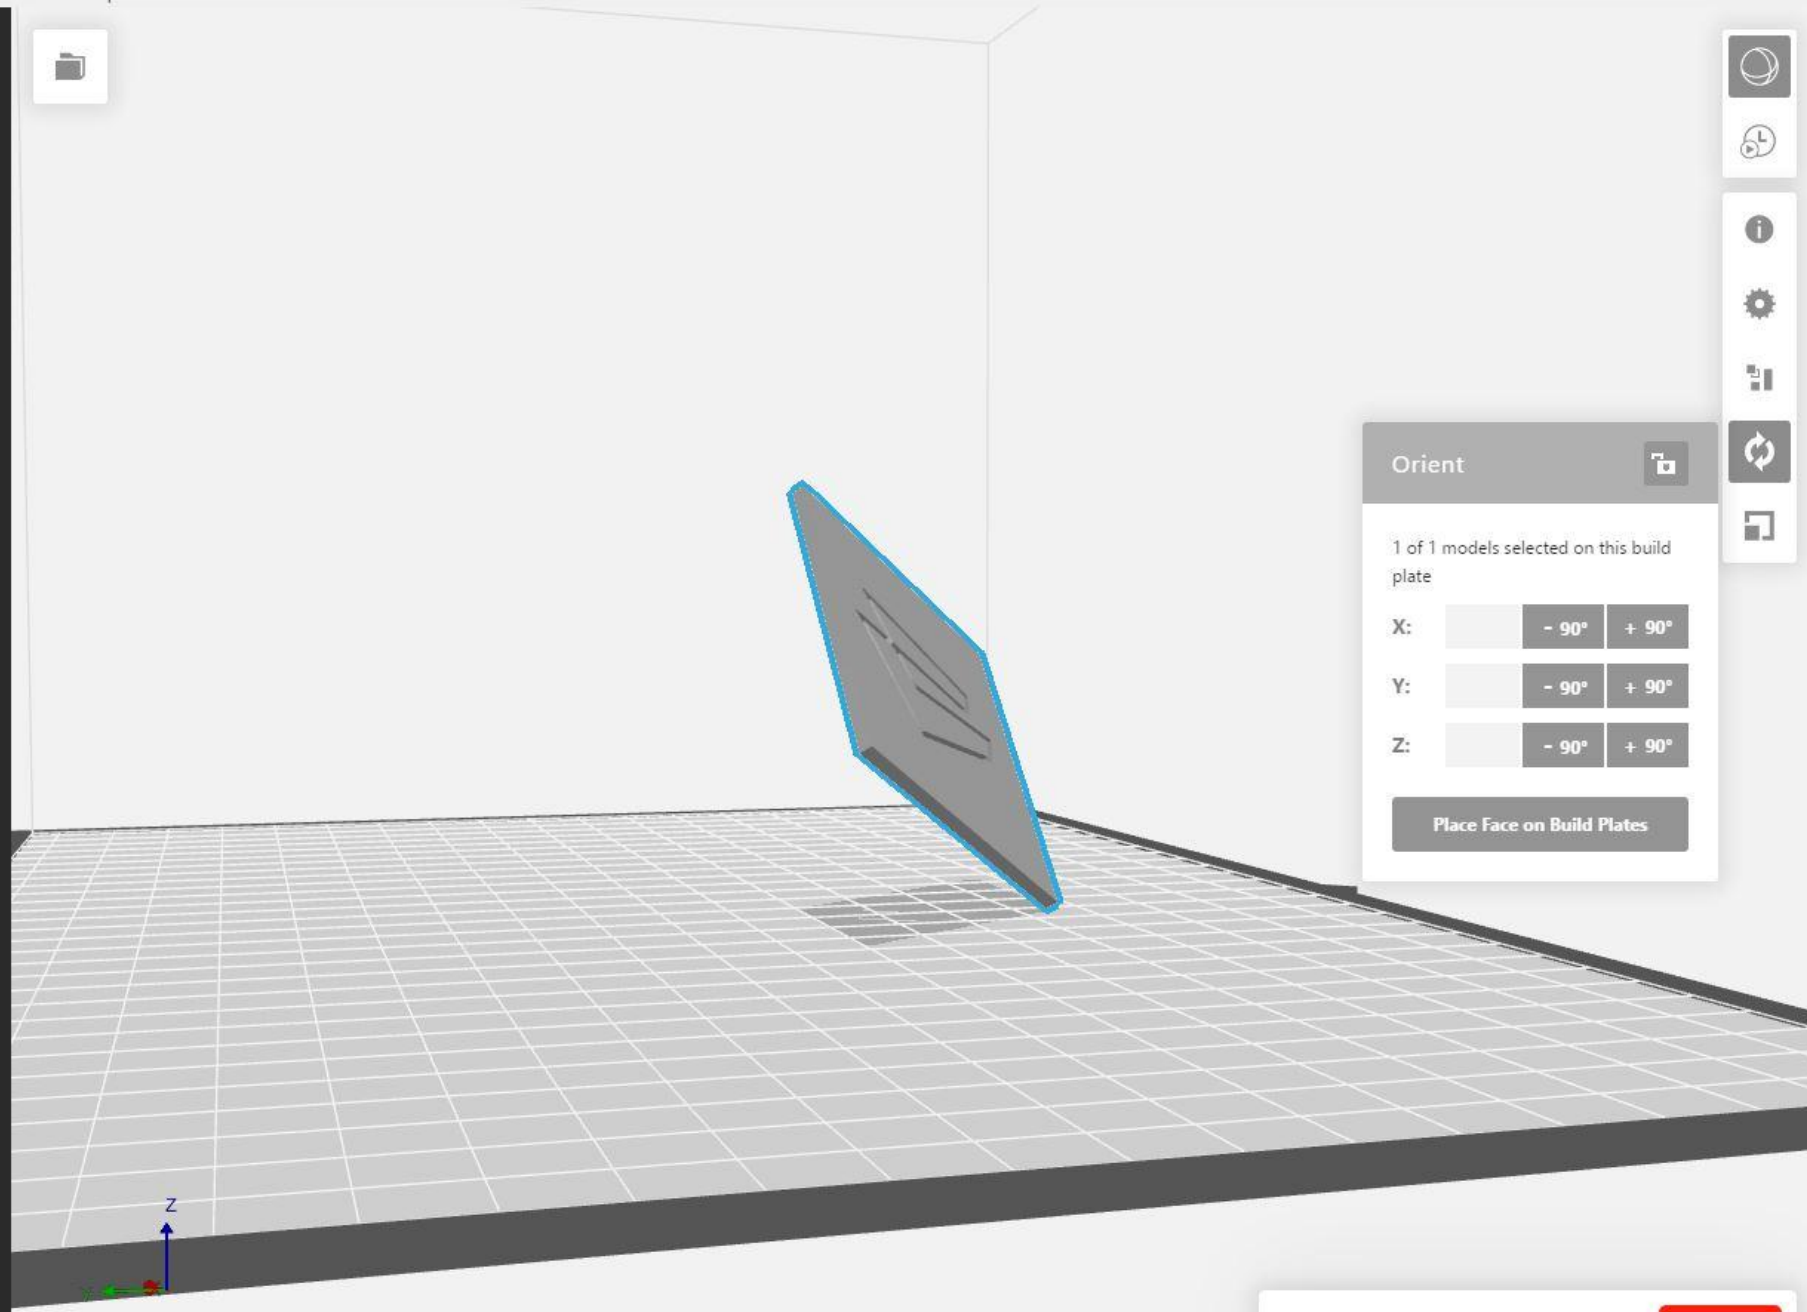 Orient
1 of 1 models selected on this build
plate
X: - 90° + 90°
Y: - 90° + 90°
Z: - 90° + 90°
Place Face on Build Plates
Z